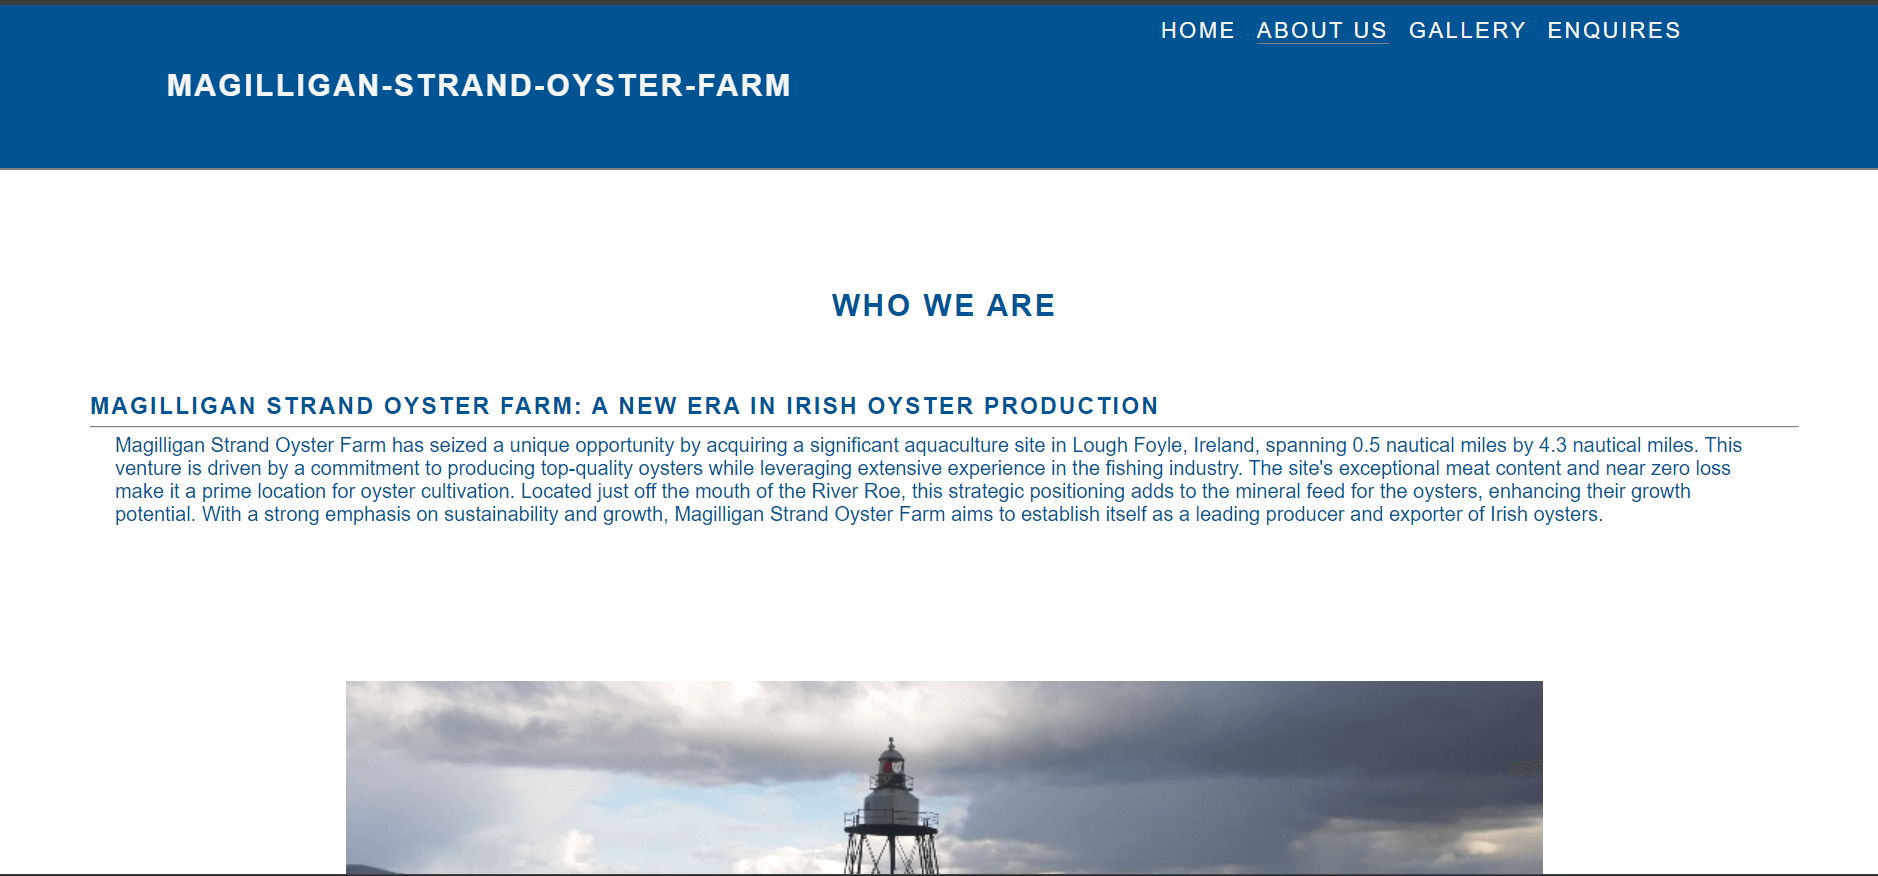 HOME ABOUT US GALLERY ENQUIRES
MAGILLIGAN-STRAND-OYSTER-FARM
WHO WE ARE
MAGILLIGAN STRAND OYSTER FARM: A NEW ERA IN IRISH OYSTER PRODUCTION
Magilligan Strand Oyster Farm has seized a unique opportunity by acquiring a significant aquaculture site in Lough Foyle, Ireland, spanning 0.5 nautical miles by 4.3 nautical miles. This
venture is driven by a commitment to producing top-quality oysters while leveraging extensive experience in the fishing industry. The site's exceptional meat content and near zero loss
make it a prime location for oyster cultivation. Located just off the mouth of the River Roe, this strategic positioning adds to the mineral feed for the oysters, enhancing their growth
potential. With a strong emphasis on sustainability and growth, Magilligan Strand Oyster Farm aims to establish itself as a leading producer and exporter of Irish oysters.